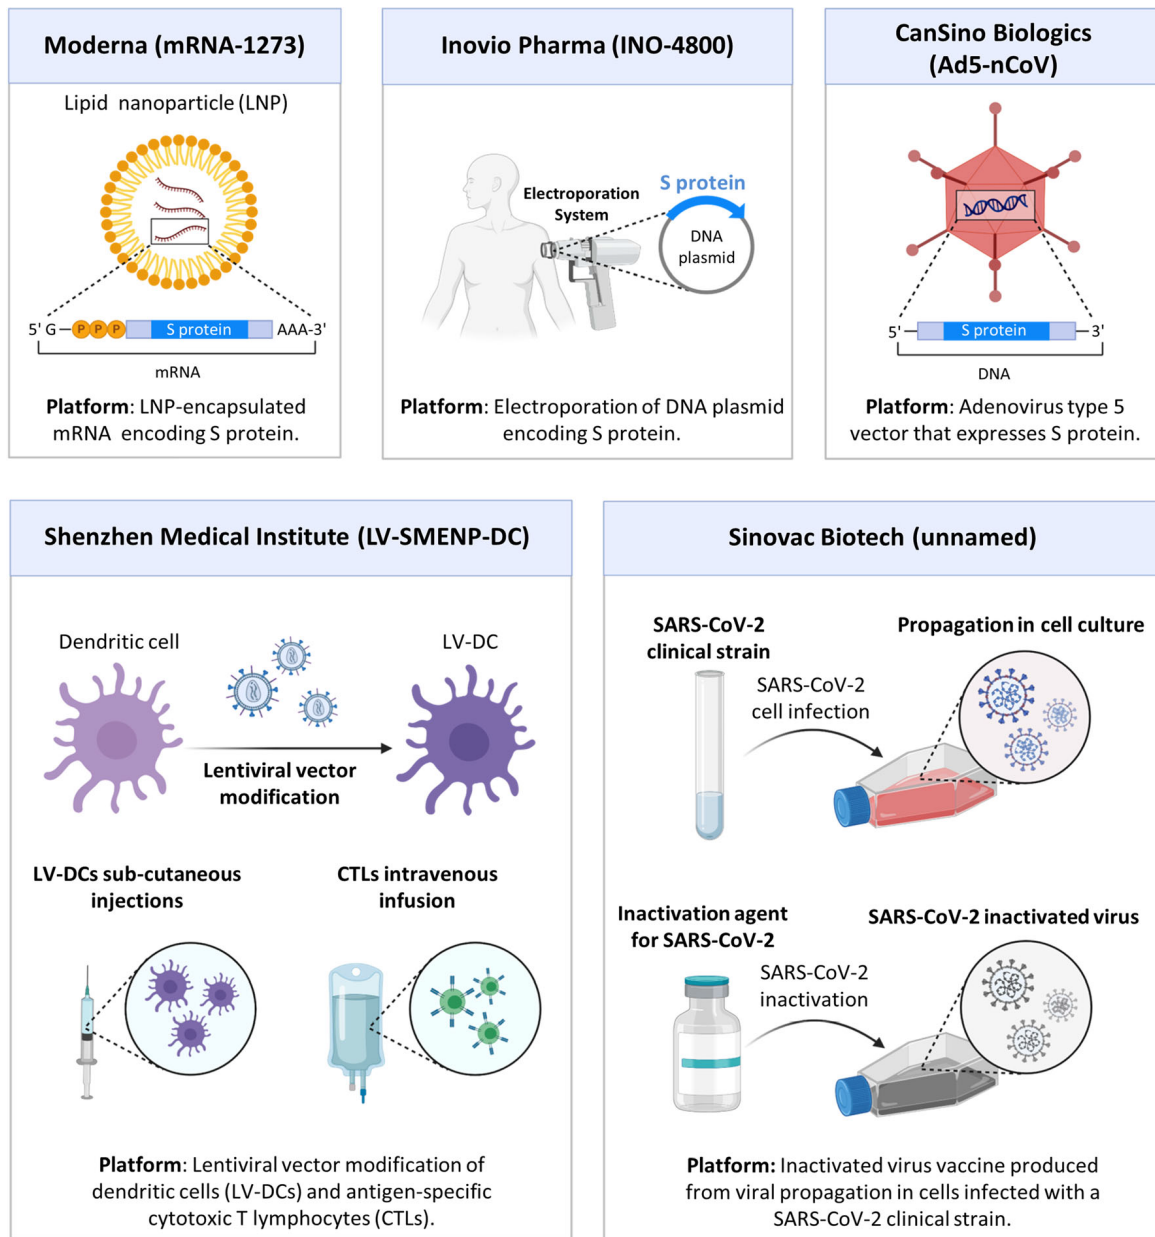 Moderna (mRNA-1273)
Lipid nanoparticle (LNP)
5' G
P P P
S protein
AAA-3'
mRNA
Platform: LNP-encapsulated
mRNA encoding S protein.
Inovio Pharma (INO-4800)
Electroporation
System
S protein
DNA
plasmid
Platform: Electroporation of DNA plasmid
encoding S protein.
CanSino Biologics
(Ad5-nCoV)
5'
S protein
3'
DNA
Platform: Adenovirus type 5
vector that expresses S protein.
Shenzhen Medical Institute (LV-SMENP-DC)
Dendritic cell
LV-DC
Lentiviral vector
modification
LV-DCs sub-cutaneous
injections
CTLs intravenous
infusion
Platform: Lentiviral vector modification of
dendritic cells (LV-DCs) and antigen-specific
cytotoxic T lymphocytes (CTLs).
Sinovac Biotech (unnamed)
SARS-CoV-2
clinical strain
SARS-CoV-2
cell infection
Propagation in cell culture
Inactivation agent
for SARS-CoV-2
SARS-CoV-2
inactivation
SARS-CoV-2 inactivated virus
Platform: Inactivated virus vaccine produced
from viral propagation in cells infected with a
SARS-CoV-2 clinical strain.